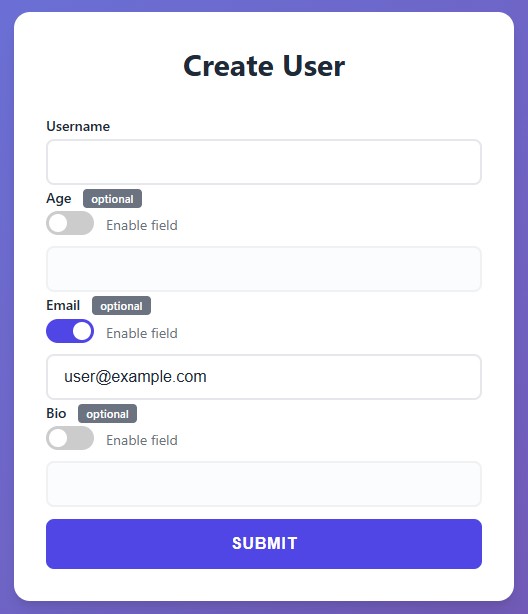 Create User
Username
Age optional
Enable field
Email optional
Enable field
user@example.com
Bio optional
Enable field
SUBMIT